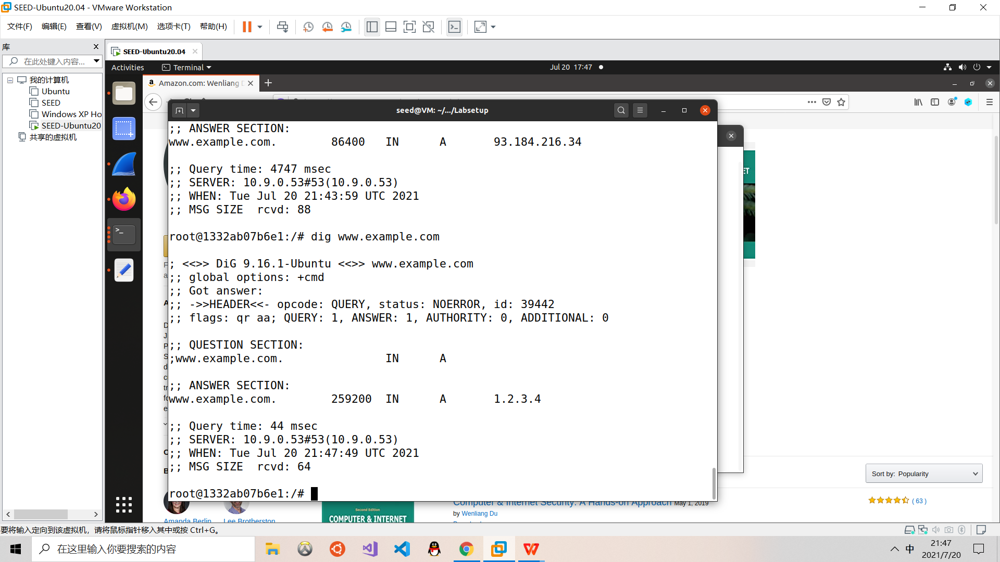 SEED-Ubuntu20.04 - VMware Workstation
文件(F) 编辑(E) 查看(V) 虚拟机(M) 选项卡(T) 帮助(H)
库
在此处键入内容...
我的计算机
Ubuntu
SEED
Windows XP Ho
SEED-Ubuntu20
共享的虚拟机
SEED-Ubuntu20.04
Activities Terminal Jul 20 17:47
Amazon.com: Wenliang D
seed@VM: ~/.../Labsetup
;; ANSWER SECTION:
www.example.com. 86400 IN A 93.184.216.34
;; Query time: 4747 msec
;; SERVER: 10.9.0.53#53(10.9.0.53)
;; WHEN: Tue Jul 20 21:43:59 UTC 2021
;; MSG SIZE rcvd: 88
root@1332ab07b6e1:/# dig www.example.com
; <<>> DiG 9.16.1-Ubuntu <<>> www.example.com
;; global options: +cmd
;; Got answer:
;; ->>HEADER<<- opcode: QUERY, status: NOERROR, id: 39442
;; flags: qr aa; QUERY: 1, ANSWER: 1, AUTHORITY: 0, ADDITIONAL: 0
;; QUESTION SECTION:
;www.example.com. IN A
;; ANSWER SECTION:
www.example.com. 259200 IN A 1.2.3.4
;; Query time: 44 msec
;; SERVER: 10.9.0.53#53(10.9.0.53)
;; WHEN: Tue Jul 20 21:47:49 UTC 2021
;; MSG SIZE rcvd: 64
root@1332ab07b6e1:/#
ET
Sort by: Popularity
Computer & Internet Security: A Hands-on Approach May 1, 2019
by Wenliang Du
( 63 )
Second Edition
COMPUTER & INTERNET
Amanda Berlin Lee Brotherston
要将输入定向到该虚拟机，请将鼠标指针移入其中或按 Ctrl+G。
在这里输入你要搜索的内容
中
21:47
2021/7/20